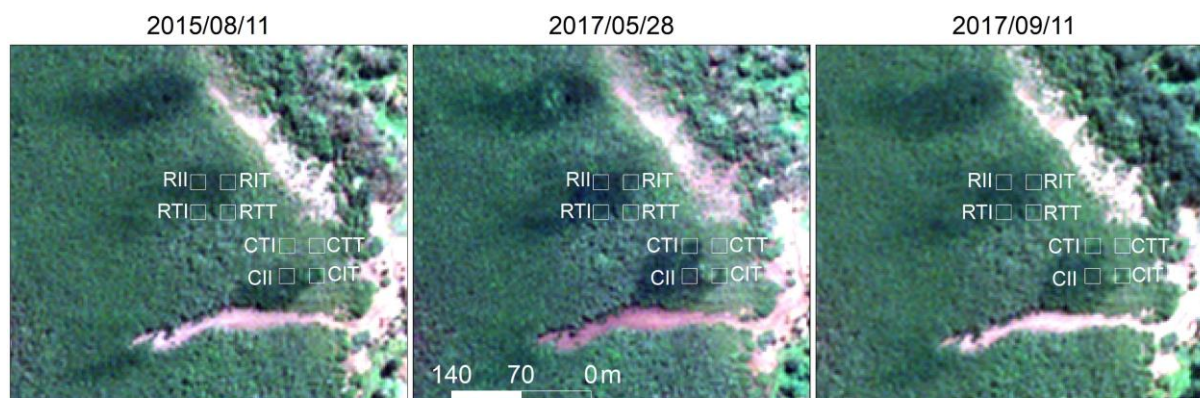 2015/08/11
RII RIT
RTI RTT
CTI CTT
CII CIT
2017/05/28
RII RIT
RTI RTT
CTI CTT
CII CIT
140 70 0 m
2017/09/11
RII RIT
RTI RTT
CTI CTT
CII CIT